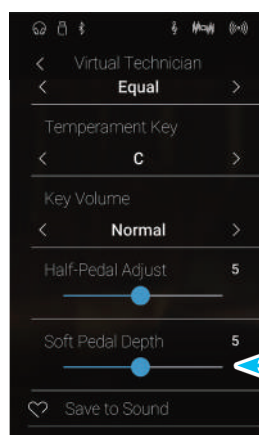 Virtual Technician
Equal
Temperament Key
C
Key Volume
Normal
Half-Pedal Adjust 5
Soft Pedal Depth 5
Save to Sound